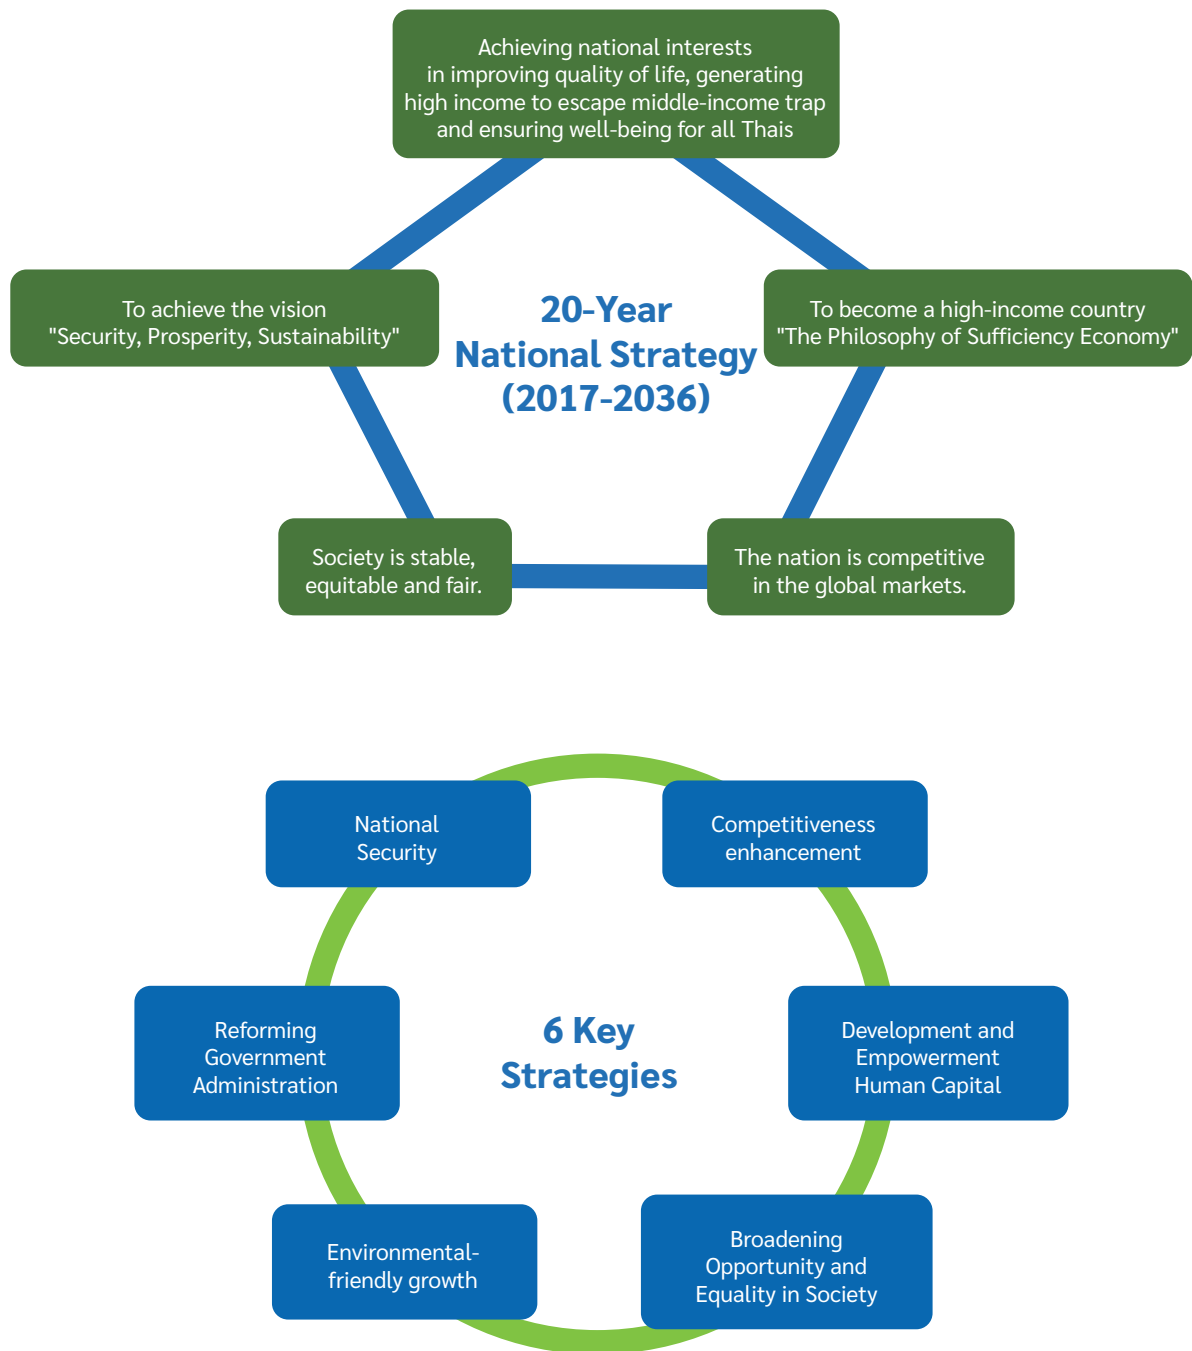 Achieving national interests
in improving quality of life, generating
high income to escape middle-income trap
and ensuring well-being for all Thais
To achieve the vision
"Security, Prosperity, Sustainability"
20-Year
National Strategy
(2017-2036)
To become a high-income country
"The Philosophy of Sufficiency Economy"
Society is stable,
equitable and fair.
The nation is competitive
in the global markets.
National
Security
Competitiveness
enhancement
Reforming
Government
Administration
6 Key
Strategies
Development and
Empowerment
Human Capital
Environmental-
friendly growth
Broadening
Opportunity and
Equality in Society